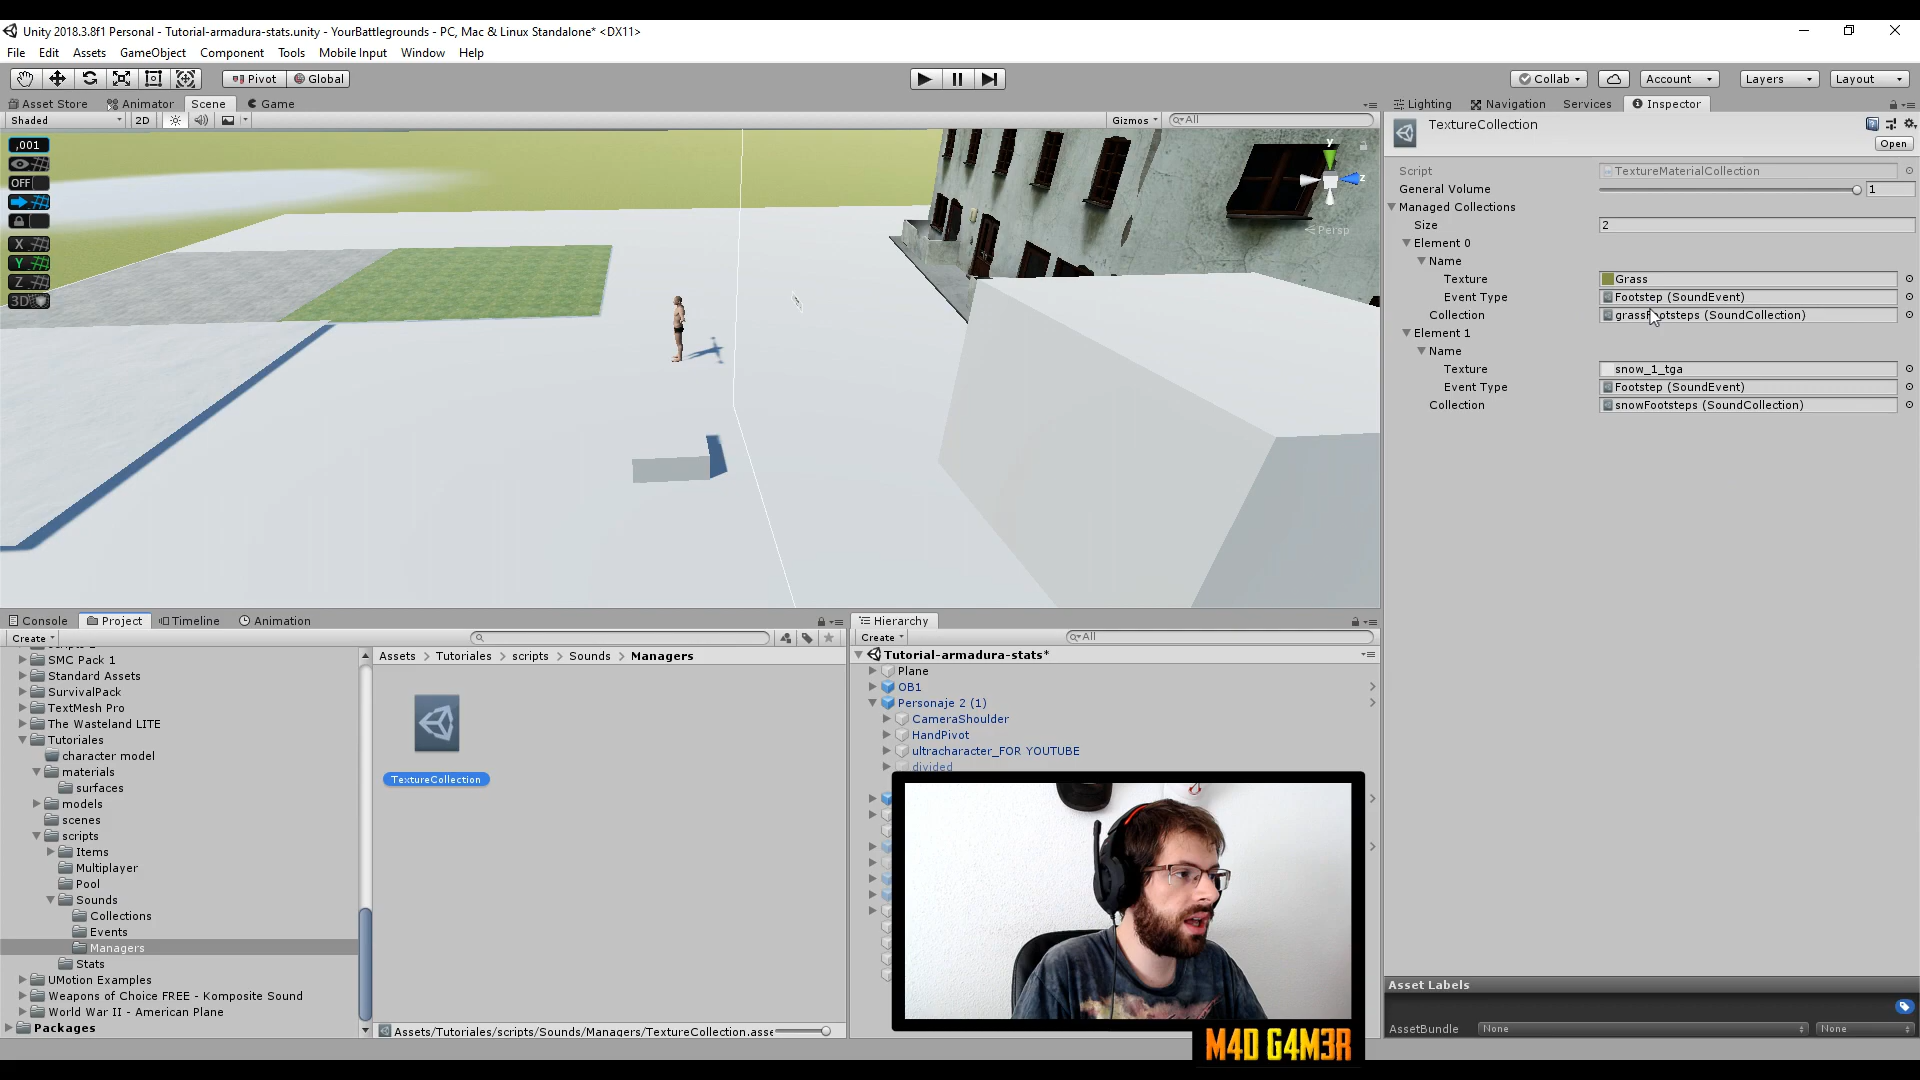 Unity 2018.3.8f1 Personal - Tutorial-armadura-stats.unity - YourBattlegrounds - PC, Mac & Linux Standalone* <DX11>
File Edit Assets GameObject Component Tools Mobile Input Window Help
Pivot Global Collab Account Layers Layout
Asset Store Animator Scene Game
Shaded 2D Gizmos All
,001
OFF
X
Y
Z
3D
y
z
Persp
Lighting Navigation Services Inspector
TextureCollection
Open
Script TextureMaterialCollection
General Volume 1
Managed Collections
Size 2
Element 0
Name
Texture Grass
Event Type Footstep (SoundEvent)
Collection grassFootsteps (SoundCollection)
Element 1
Name
Texture snow_1_tga
Event Type Footstep (SoundEvent)
Collection snowFootsteps (SoundCollection)
Console Project Timeline Animation
Create
SMC Pack 1
Standard Assets
SurvivalPack
TextMesh Pro
The Wasteland LITE
Tutoriales
character model
materials
surfaces
models
scenes
scripts
Items
Multiplayer
Pool
Sounds
Collections
Events
Managers
Stats
UMotion Examples
Weapons of Choice FREE - Komposite Sound
World War II - American Plane
Packages
Assets > Tutoriales > scripts > Sounds > Managers
TextureCollection
Assets/Tutoriales/scripts/Sounds/Managers/TextureCollection.asse
Hierarchy
Create All
Tutorial-armadura-stats*
Plane
OB1
Personaje 2 (1)
CameraShoulder
HandPivot
ultracharacter_FOR YOUTUBE
divided
M4D G4M3R
Asset Labels
AssetBundle None None